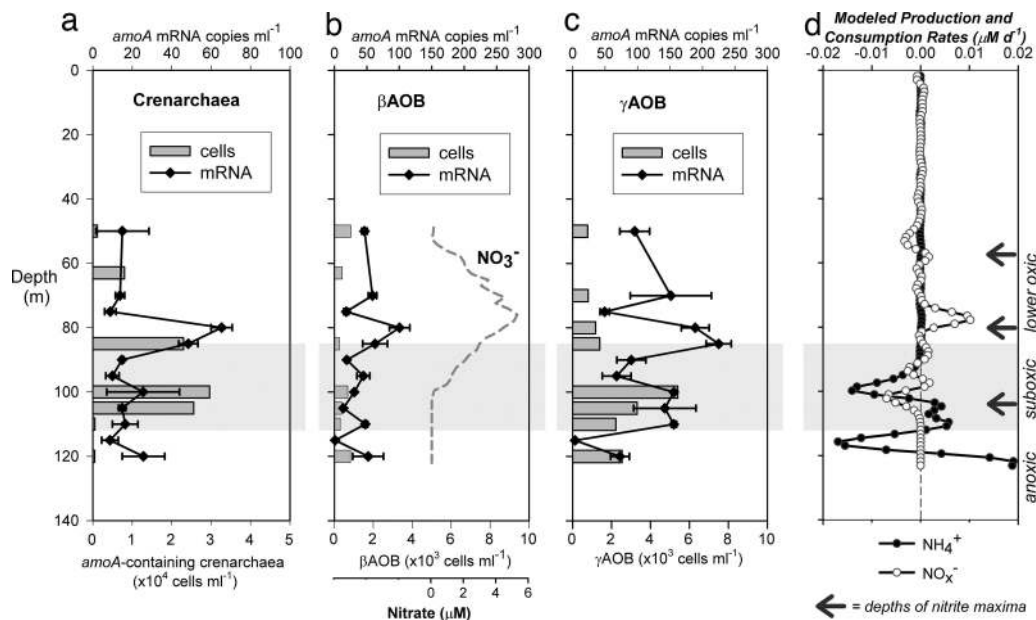 a
amoA mRNA copies ml-1
0 20 40 60 80 100
b
amoA mRNA copies ml-1
0 50 100 150 200 250 300
c
amoA mRNA copies ml-1
0 50 100 150 200 250 300
d
Modeled Production and
Consumption Rates (μM d-1)
-0.02 -0.01 0.00 0.01 0.02
0
20
40
60
80
100
120
140
Depth
(m)
Crenarchaea
cells
mRNA
βAOB
cells
mRNA
NO3-
γAOB
cells
mRNA
lower oxic
suboxic
anoxic
0 1 2 3 4 5
amoA-containing crenarchaea
(x104 cells ml-1)
0 2 4 6 8 10
βAOB (x103 cells ml-1)
0 2 4 6
Nitrate (μM)
0 2 4 6 8 10
γAOB (x103 cells ml-1)
NH4+
NOx-
= depths of nitrite maxima